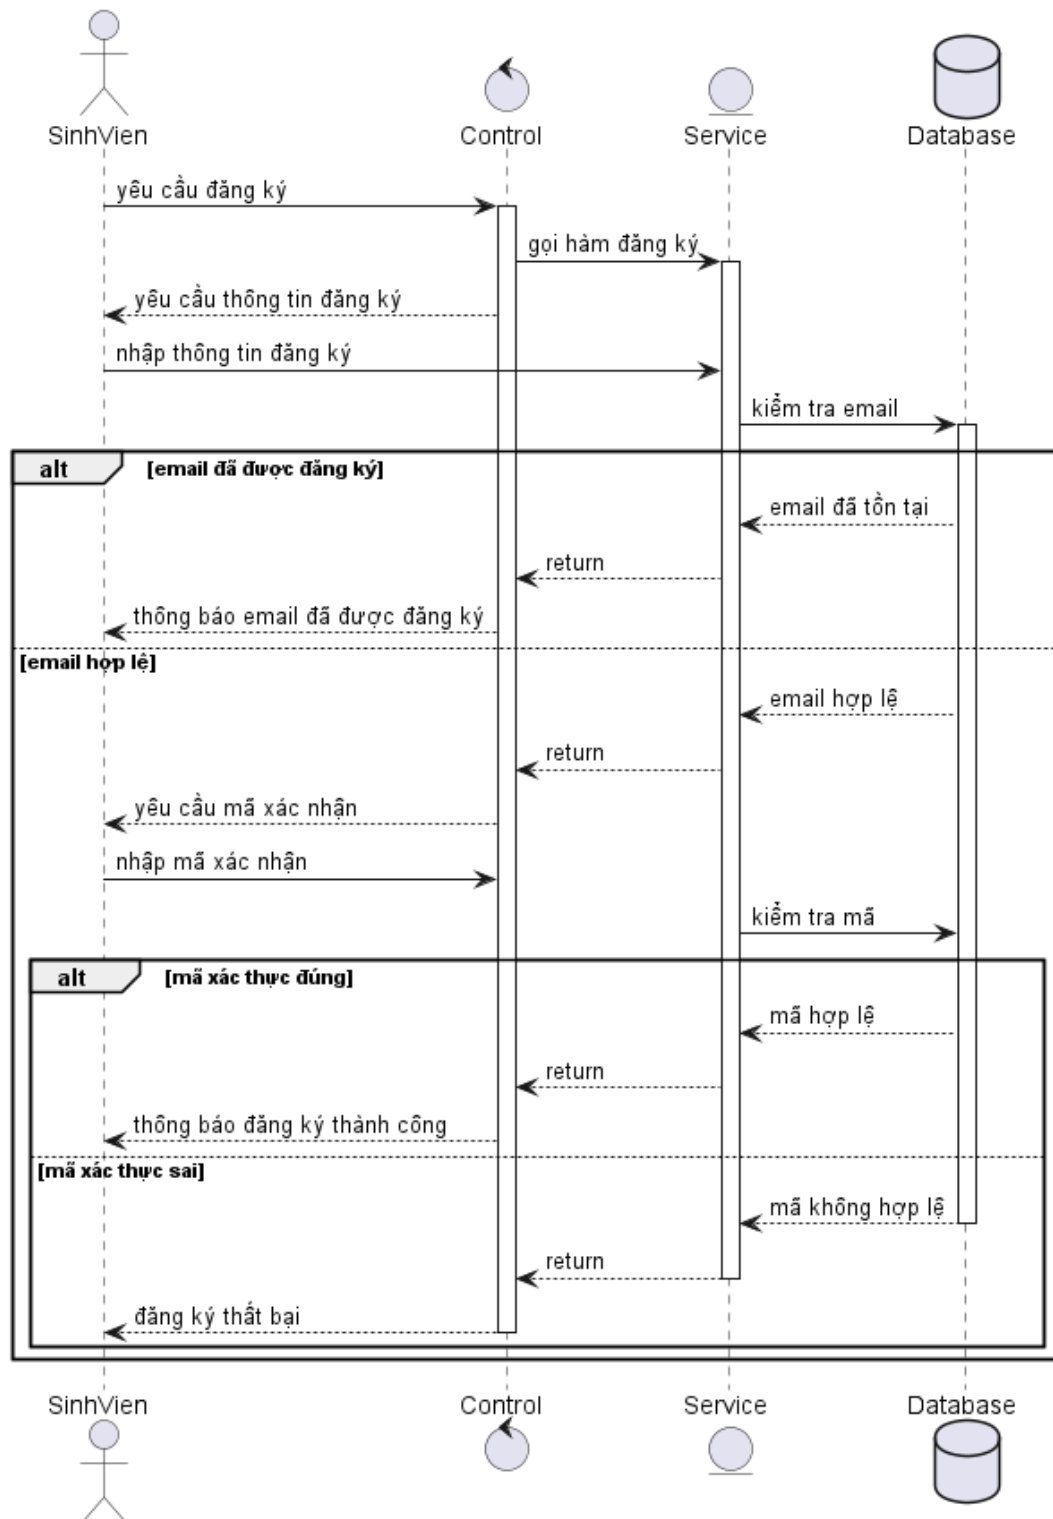 SinhVien Control Service Database
yêu cầu đăng ký
gọi hàm đăng ký
yêu cầu thông tin đăng ký
nhập thông tin đăng ký
kiểm tra email
alt [email đã được đăng ký]
email đã tồn tại
return
thông báo email đã được đăng ký
[email hợp lệ]
email hợp lệ
return
yêu cầu mã xác nhận
nhập mã xác nhận
kiểm tra mã
alt [mã xác thực đúng]
mã hợp lệ
return
thông báo đăng ký thành công
[mã xác thực sai]
mã không hợp lệ
return
đăng ký thất bại
SinhVien Control Service Database